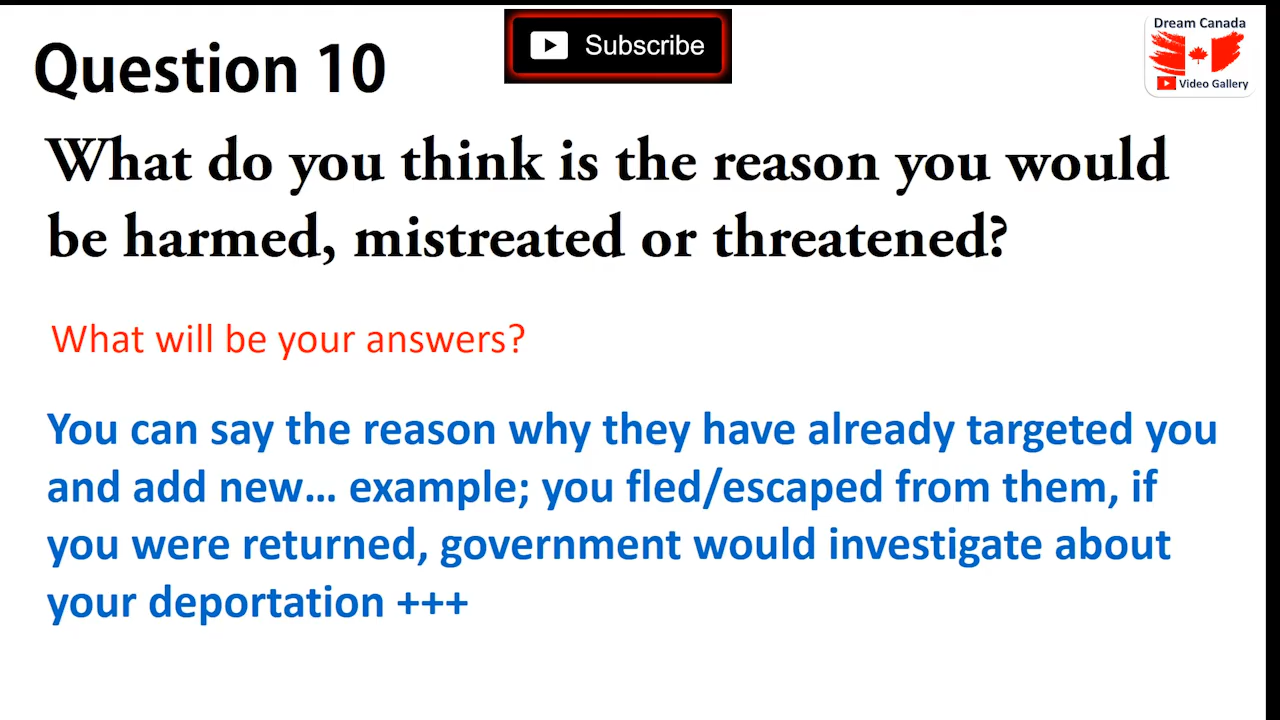 Subscribe
Dream Canada
Video Gallery
Question 10
What do you think is the reason you would
be harmed, mistreated or threatened?
What will be your answers?
You can say the reason why they have already targeted you
and add new... example; you fled/escaped from them, if
you were returned, government would investigate about
your deportation +++